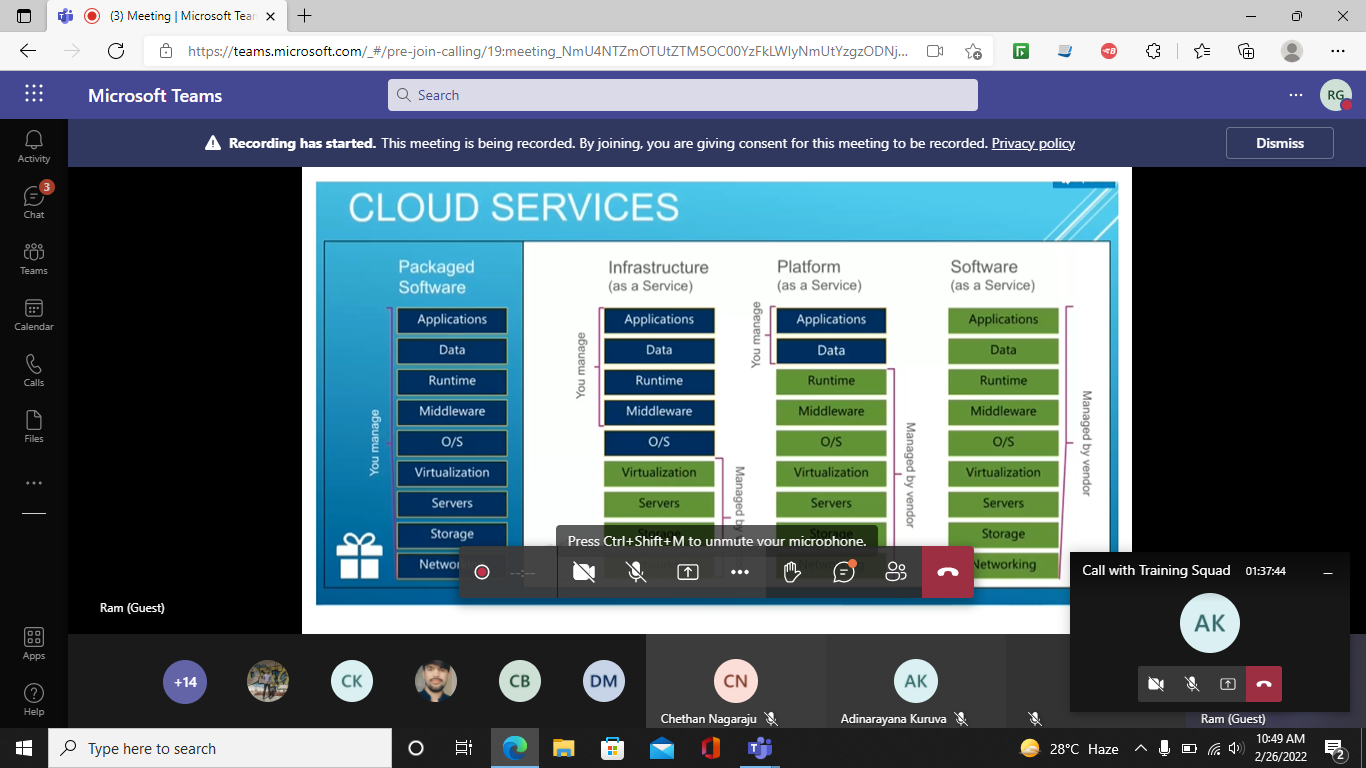 (3) Meeting | Microsoft Tear
https://teams.microsoft.com/_#/pre-join-calling/19:meeting_NmU4NTZmOTUtZTM5OC00YzFkLWIyNmUtYzgzODNj...
Microsoft Teams
Search
RG
Recording has started. This meeting is being recorded. By joining, you are giving consent for this meeting to be recorded. Privacy policy
Dismiss
Activity
3
Chat
Teams
Calendar
Calls
Files
Apps
Help
CLOUD SERVICES
Packaged
Software
You manage
Applications
Data
Runtime
Middleware
O/S
Virtualization
Servers
Storage
Infrastructure
(as a Service)
You manage
Applications
Data
Runtime
Middleware
O/S
Virtualization
Servers
Managed by
Platform
(as a Service)
You manage
Applications
Data
Runtime
Middleware
O/S
Virtualization
Servers
Managed by vendor
Software
(as a Service)
Applications
Data
Runtime
Middleware
O/S
Virtualization
Servers
Storage
Networking
Managed by vendor
Press Ctrl+Shift+M to unmute your microphone.
Ram (Guest)
Call with Training Squad 01:37:44
AK
+14
CK
CB
DM
CN
Chethan Nagaraju
AK
Adinarayana Kuruva
Ram (Guest)
Type here to search
28°C Haze
10:49 AM
2/26/2022
2